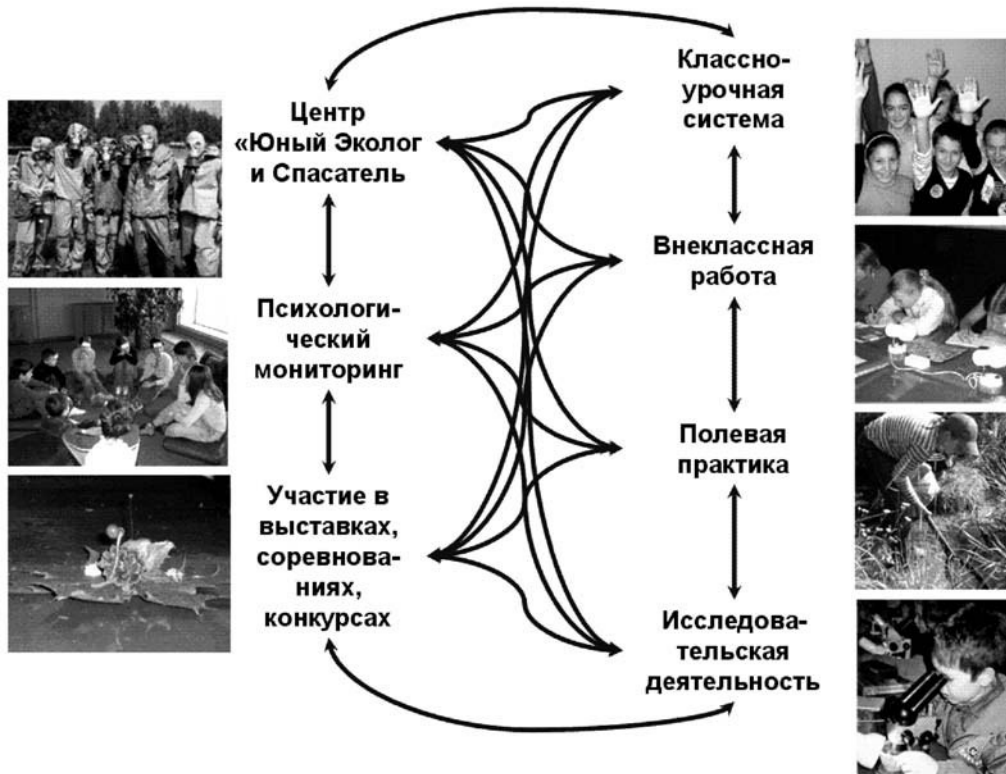 Центр
«Юный Эколог
и Спасатель
Психологи-
ческий
мониторинг
Участие в
выставках,
соревнова-
ниях,
конкурсах
Классно-
урочная
система
Внеклассная
работа
Полевая
практика
Исследова-
тельская
деятельность